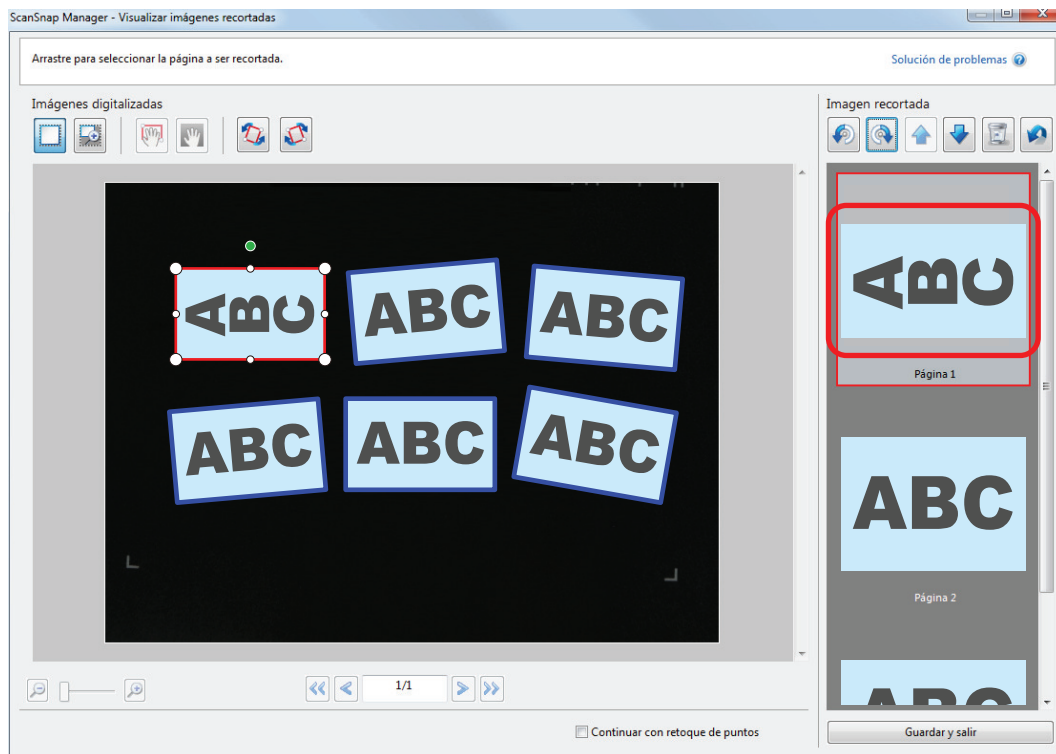 ScanSnap Manager - Visualizar imágenes recortadas
Arrastre para seleccionar la página a ser recortada.
Solución de problemas
Imágenes digitalizadas
Imagen recortada
ABC
ABC
ABC
ABC
ABC
ABC
ABC
Página 1
ABC
Página 2
ABC
1/1
Continuar con retoque de puntos
Guardar y salir